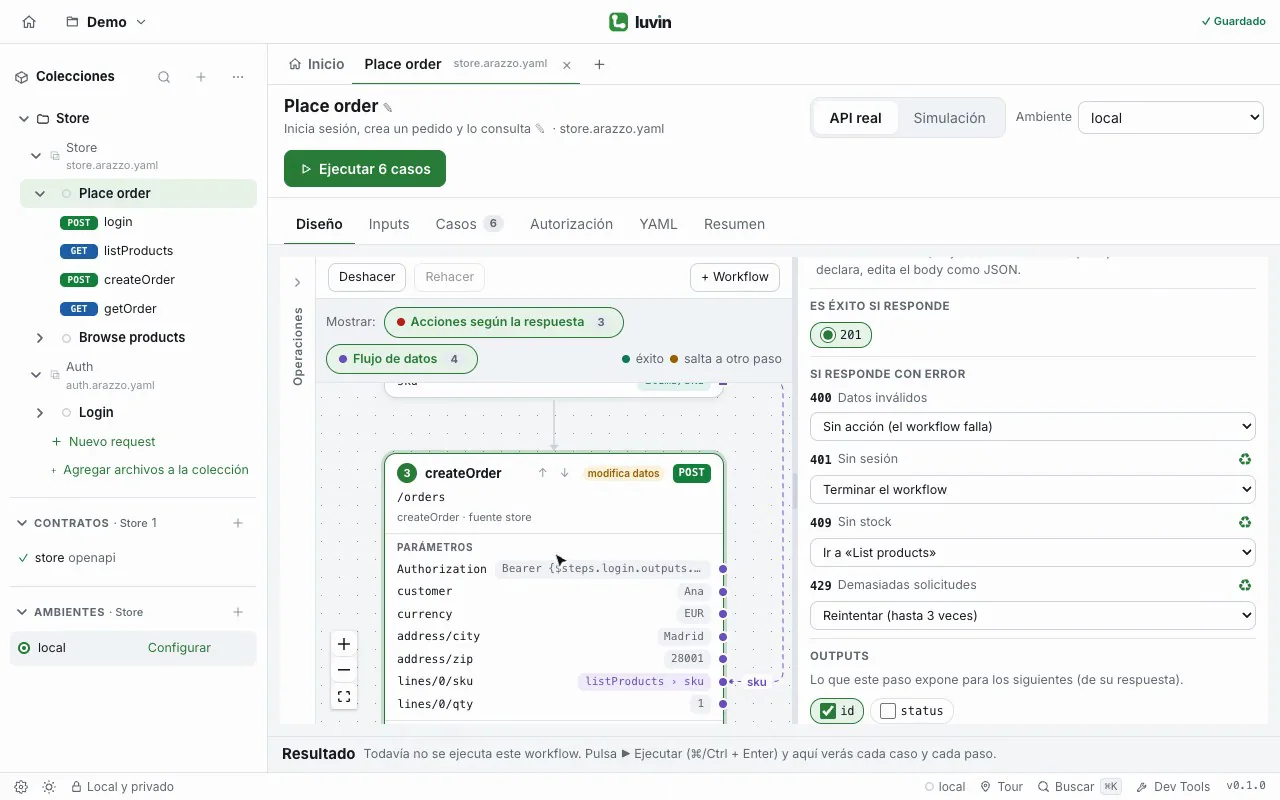 Demo
luvin
✓ Guardado
Colecciones
Inicio
Place order store.arazzo.yaml
Store
Place order
Inicia sesión, crea un pedido y lo consulta · store.arazzo.yaml
API real
Simulación
Ambiente
local
Store
store.arazzo.yaml
Ejecutar 6 casos
Place order
POST login
GET listProducts
POST createOrder
GET getOrder
Browse products
Auth
auth.arazzo.yaml
Login
+ Nuevo request
+ Agregar archivos a la colección
CONTRATOS · Store 1
✓ store openapi
AMBIENTES · Store
local
Configurar
Diseño
Inputs
Casos 6
Autorización
YAML
Resumen
Operaciones
Deshacer
Rehacer
+ Workflow
Mostrar:
Acciones según la respuesta 3
Flujo de datos 4
éxito
salta a otro paso
3 createOrder
↑ ↓
modifica datos
POST
/orders
createOrder · fuente store
PARÁMETROS
Authorization Bearer {$steps.login.outputs.…
customer Ana
currency EUR
address/city Madrid
address/zip 28001
lines/0/sku listProducts › sku
sku
lines/0/qty 1
declara, edita el body como JSON.
ES ÉXITO SI RESPONDE
201
SI RESPONDE CON ERROR
400 Datos inválidos
Sin acción (el workflow falla)
401 Sin sesión
Terminar el workflow
409 Sin stock
Ir a «List products»
429 Demasiadas solicitudes
Reintentar (hasta 3 veces)
OUTPUTS
Lo que este paso expone para los siguientes (de su respuesta).
id
status
Resultado Todavía no se ejecuta este workflow. Pulsa ▶ Ejecutar (⌘/Ctrl + Enter) y aquí verás cada caso y cada paso.
Local y privado
local
Tour
Buscar ⌘K
Dev Tools
v0.1.0